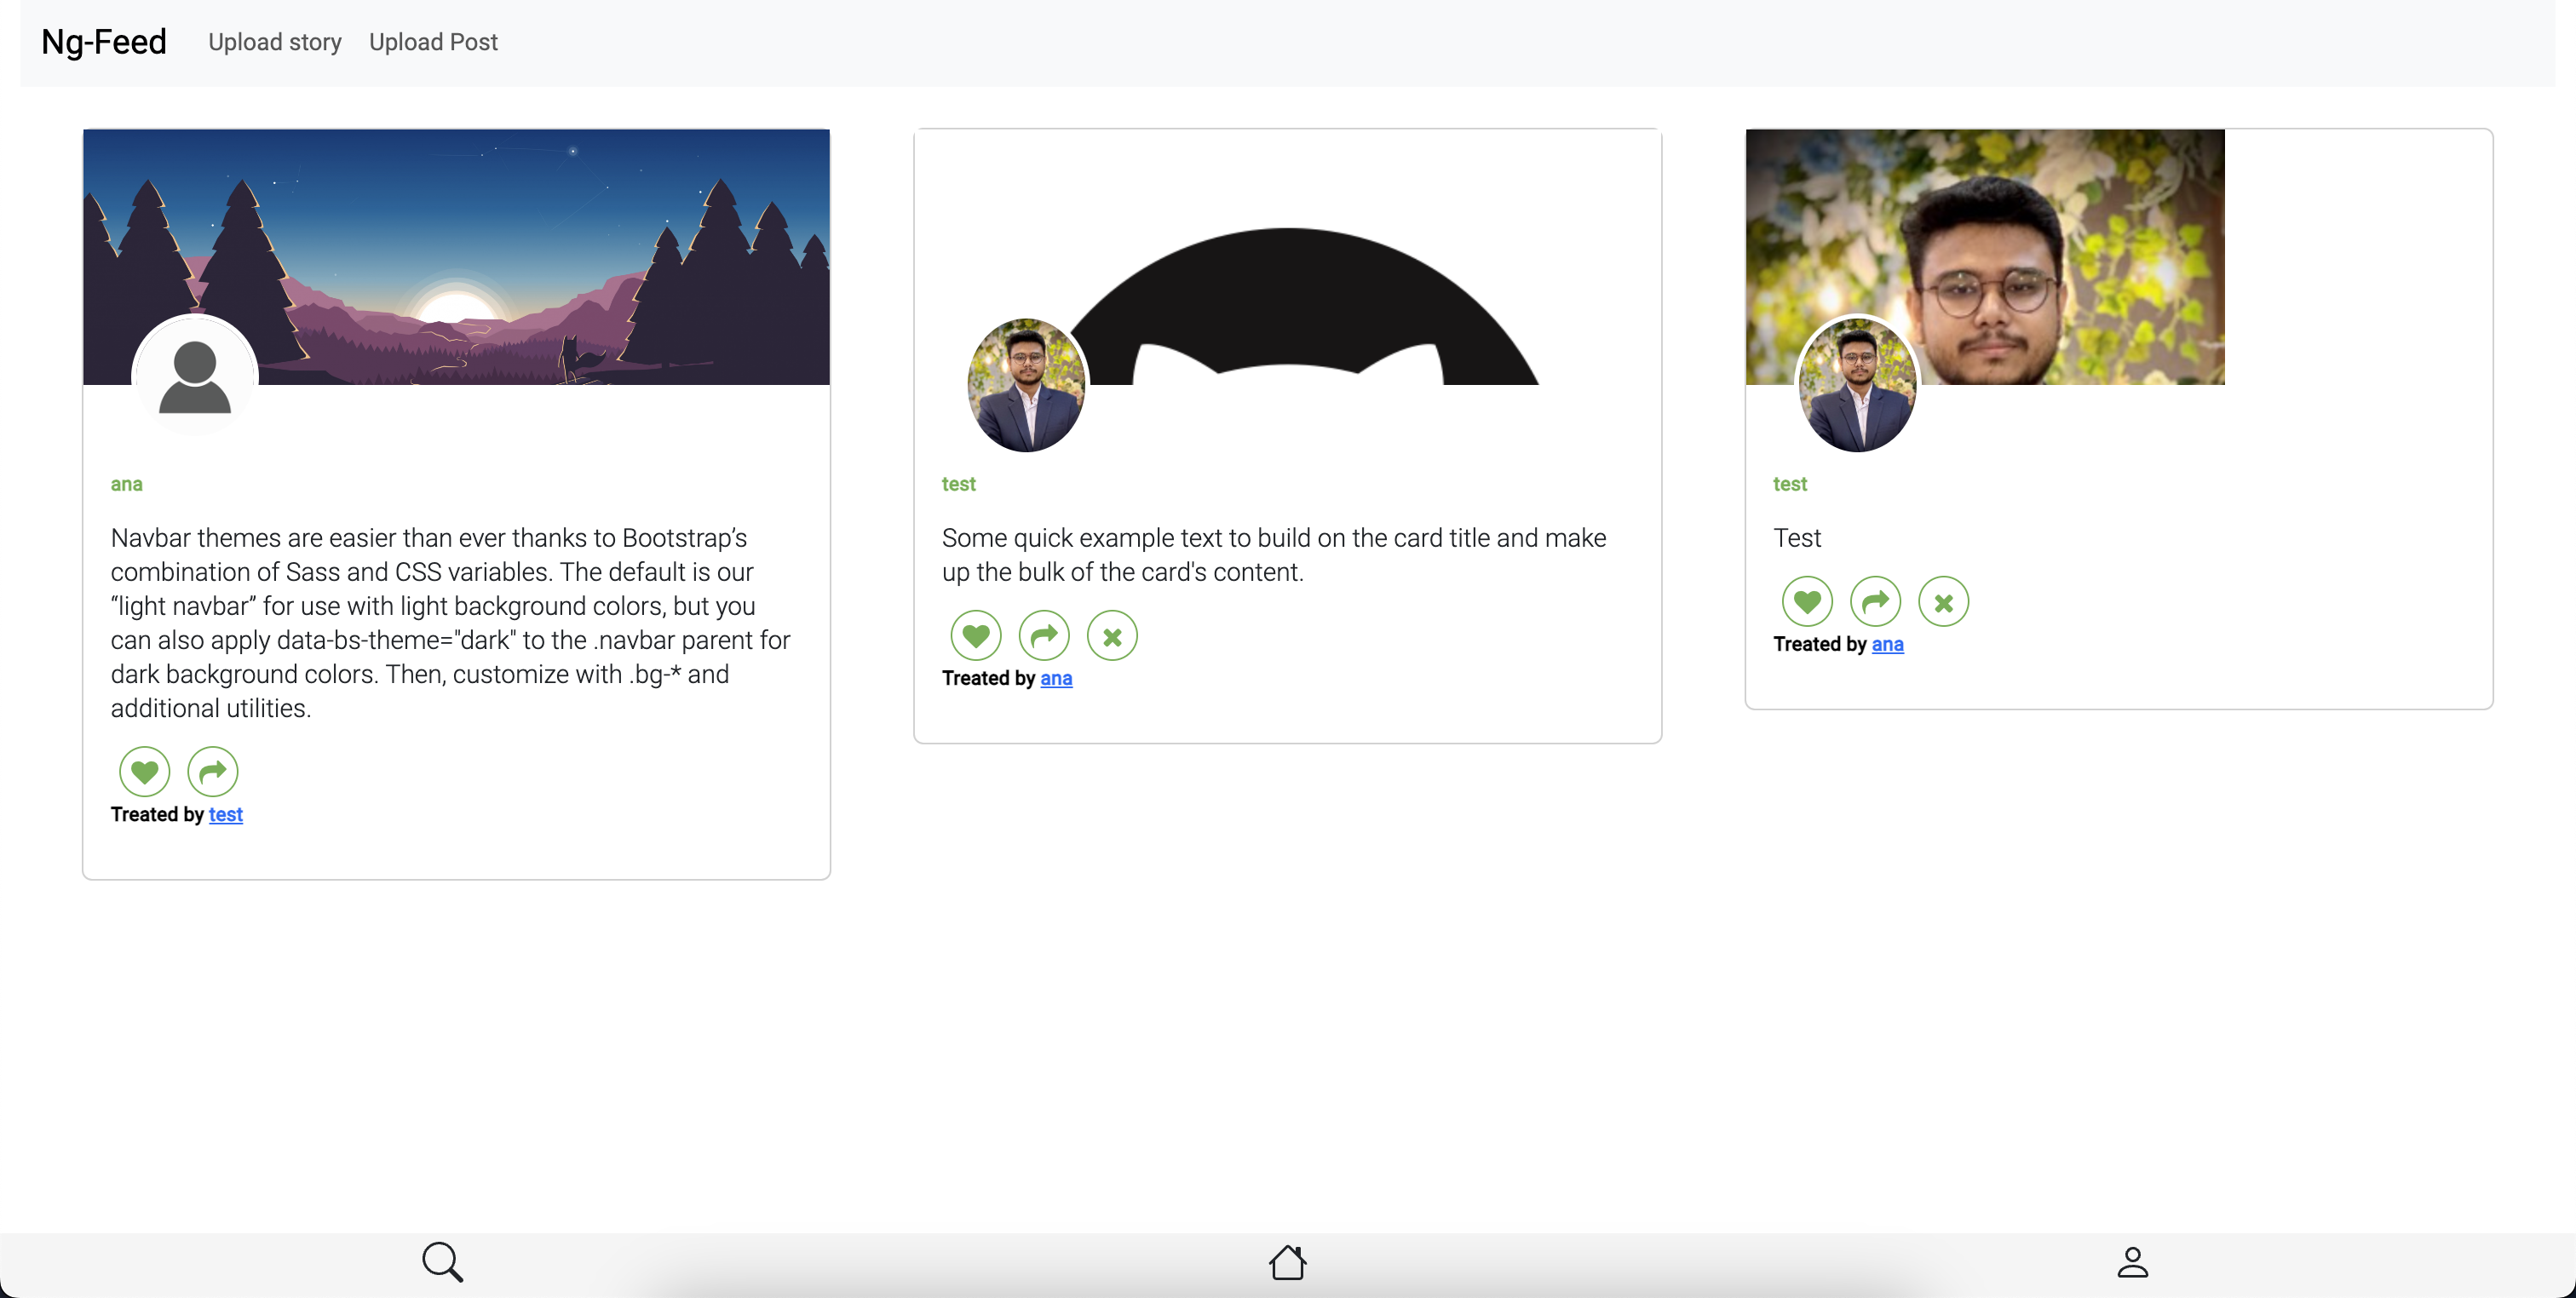 Ng-Feed
Upload story
Upload Post
ana
Navbar themes are easier than ever thanks to Bootstrap’s
combination of Sass and CSS variables. The default is our
“light navbar” for use with light background colors, but you
can also apply data-bs-theme="dark" to the .navbar parent for
dark background colors. Then, customize with .bg-* and
additional utilities.
Treated by test
test
Some quick example text to build on the card title and make
up the bulk of the card's content.
Treated by ana
test
Test
Treated by ana